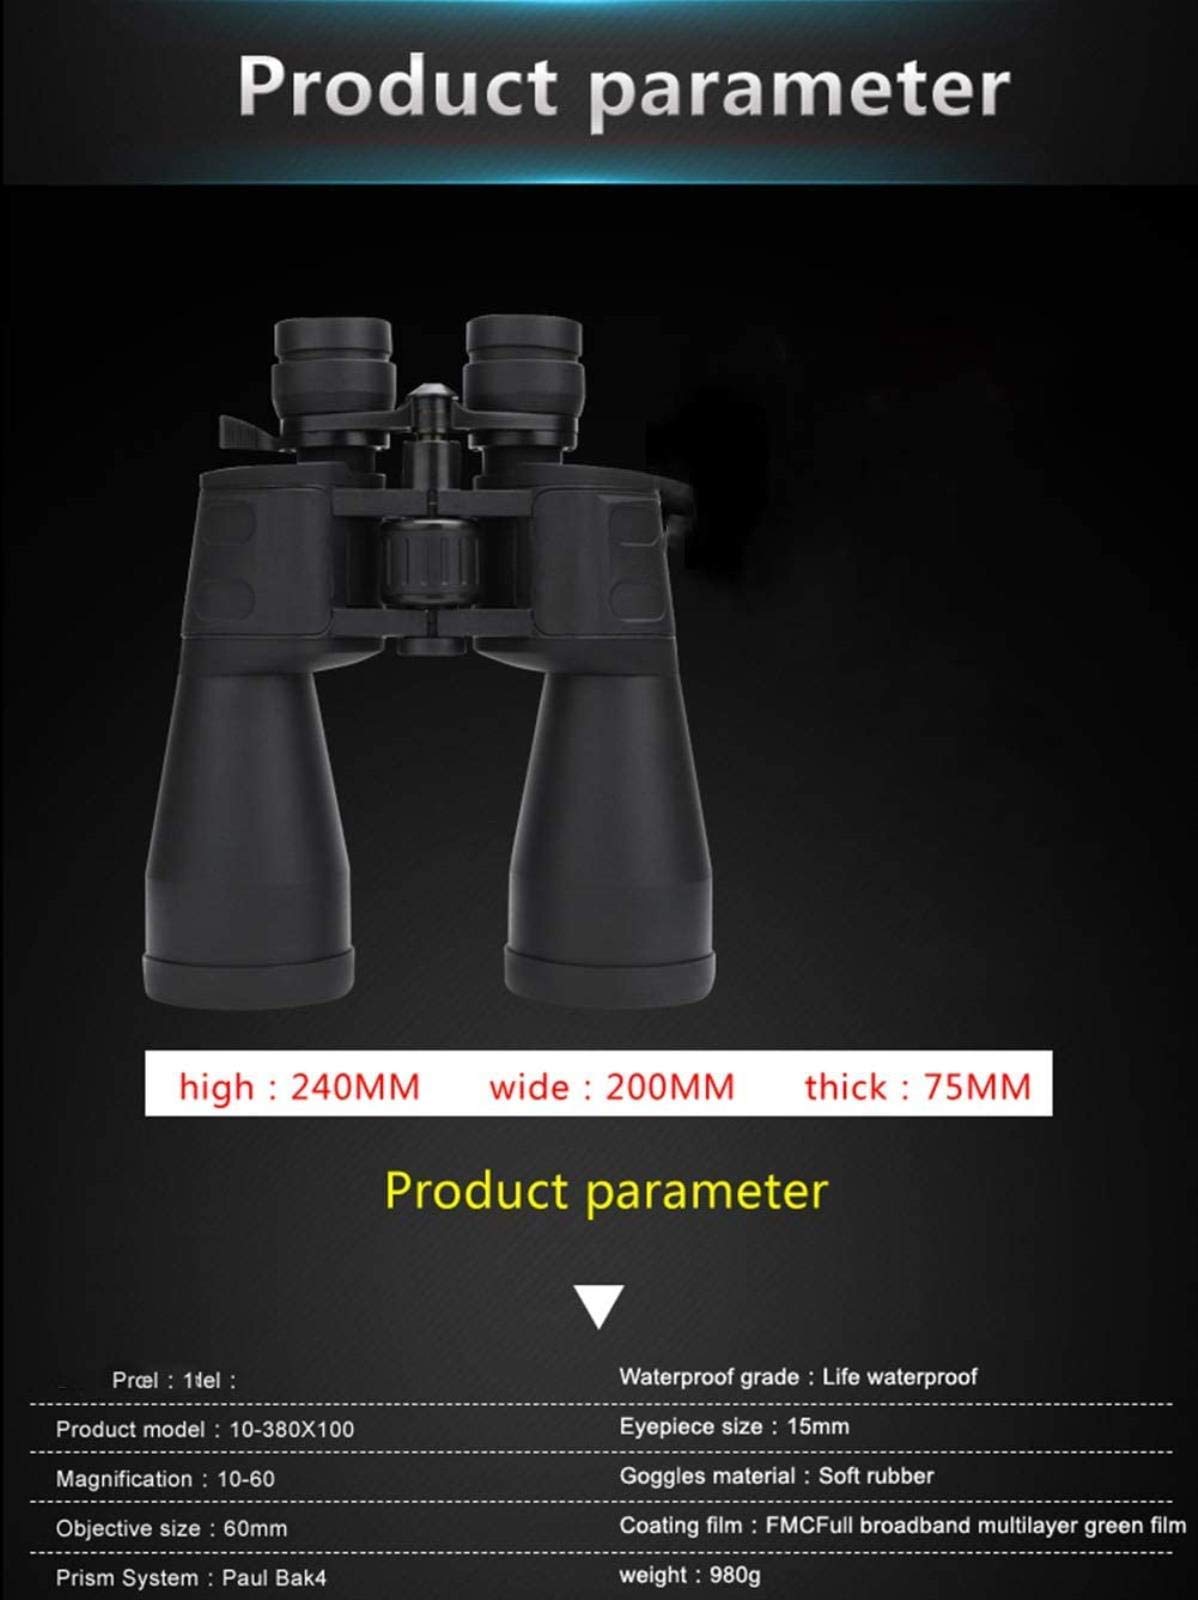 Product parameter
high : 240MM wide : 200MM thick : 75MM
Product parameter
Waterproof grade : Life waterproof
Product model : 10-380X100
Eyepiece size : 15mm
Magnification : 10-60
Goggles material : Soft rubber
Objective size : 60mm
Coating film : FMCFull broadband multilayer green film
Prism System : Paul Bak4
weight : 980g